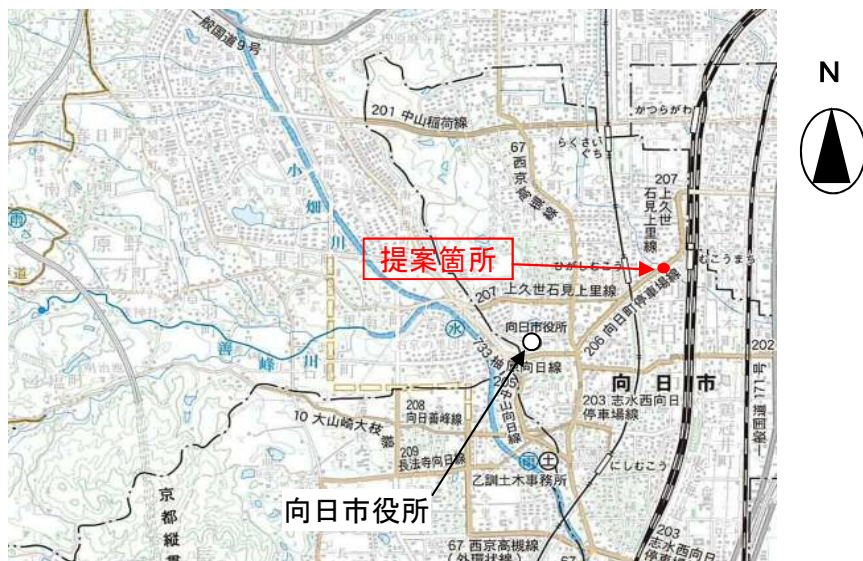 一般国道9号
N
201 中山稲荷線
かつらがわ
67 西京高槻線
らくさいぐち
207 上久世石見上里線
小畑川
提案箇所
ひがしむこう
むこうまち
207 上久世石見上里線
206 向日町停車場線
向日市役所
水
善峰川
202
向日市
205 中山向日線
203 志水西向日停車場線
一般国道171号
208
向日善峰線
10 大山崎大枝線
209
長法寺向日線
雨
土
乙訓土木事務所
にしむこう
向日市役所
京都縦貫
67 西京高槻線
(外環状線)
67
203
志水西向日
停車場線